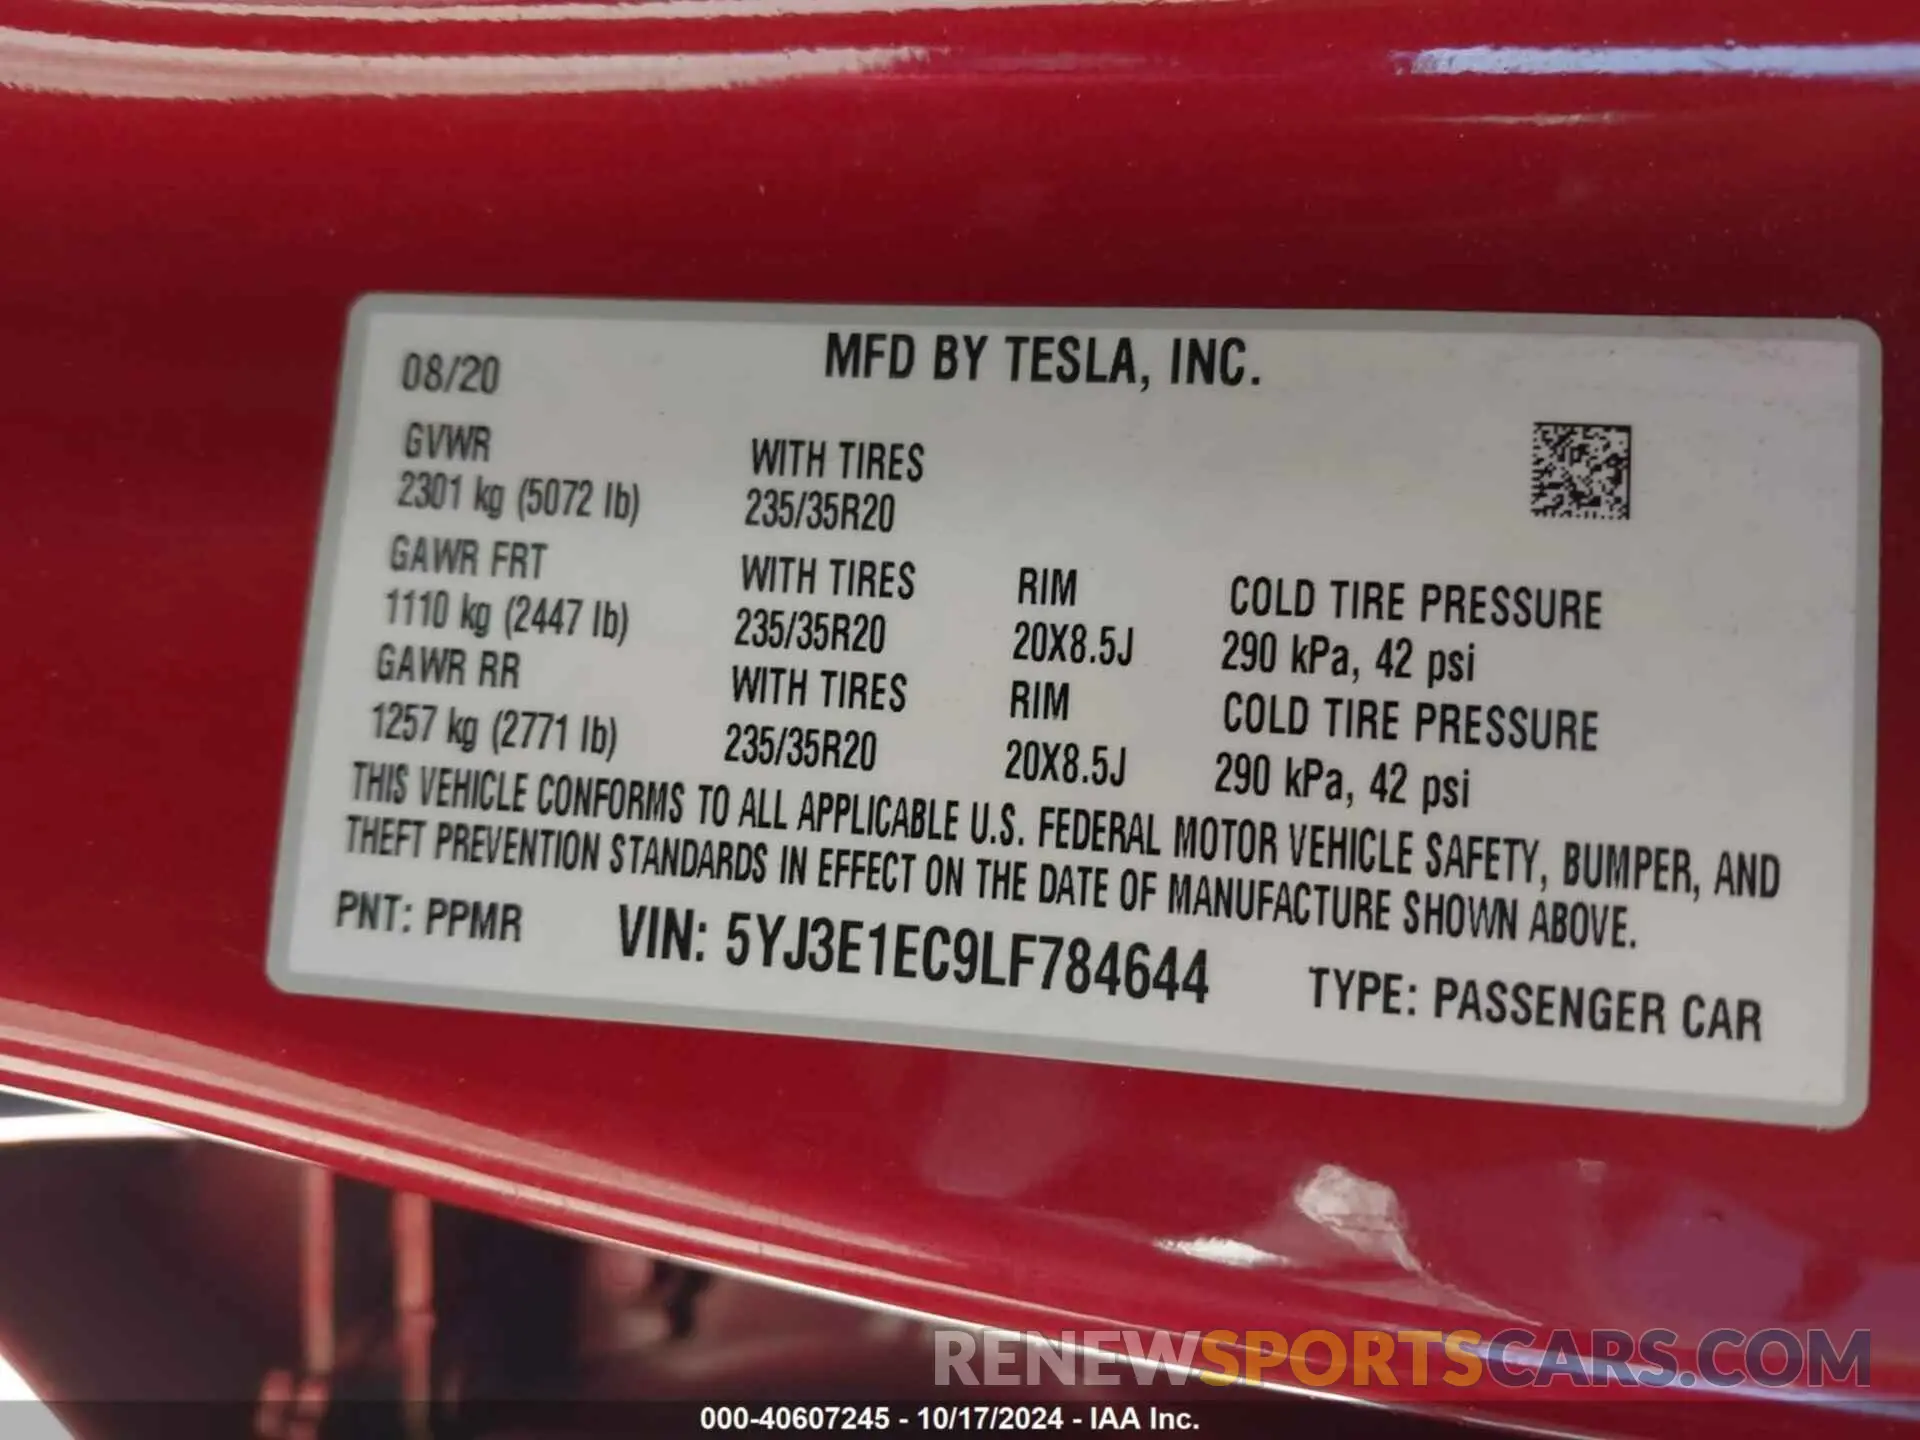 MFD BY TESLA, INC.
08/20
GVWR
2301 kg (5072 lb)
WITH TIRES
235/35R20
GAWR FRT WITH TIRES RIM COLD TIRE PRESSURE
1110 kg (2447 lb) 235/35R20 20X8.5J 290 kPa, 42 psi
GAWR RR WITH TIRES RIM COLD TIRE PRESSURE
1257 kg (2771 lb) 235/35R20 20X8.5J 290 kPa, 42 psi
THIS VEHICLE CONFORMS TO ALL APPLICABLE U.S. FEDERAL MOTOR VEHICLE SAFETY, BUMPER, AND
THEFT PREVENTION STANDARDS IN EFFECT ON THE DATE OF MANUFACTURE SHOWN ABOVE.
PNT: PPMR VIN: 5YJ3E1EC9LF784644 TYPE: PASSENGER CAR
RENEWSPORTSCARS.COM
000-40607245 - 10/17/2024 - IAA Inc.